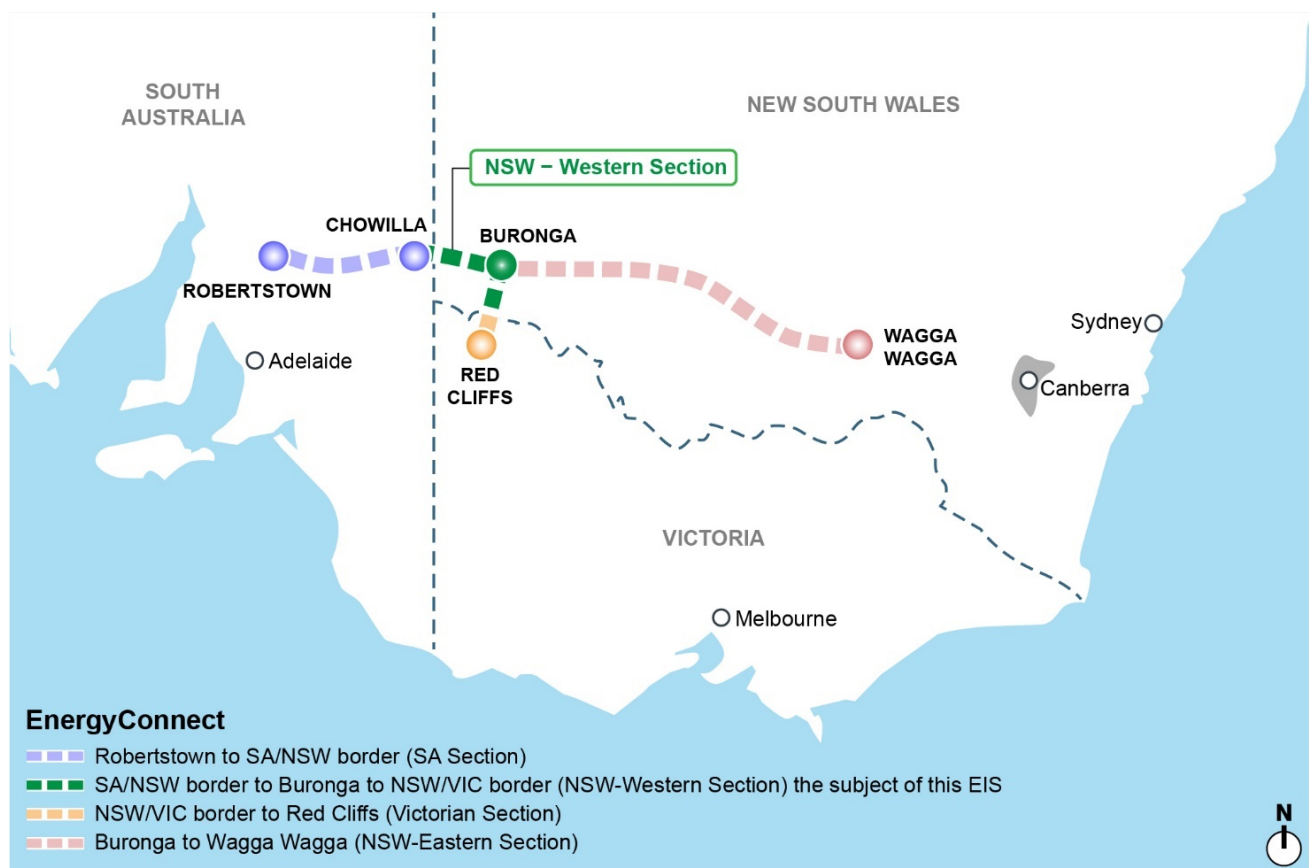 SOUTH
AUSTRALIA
NEW SOUTH WALES
NSW – Western Section
CHOWILLA
BURONGA
ROBERTSTOWN
Sydney
WAGGA
WAGGA
Adelaide
RED
CLIFFS
Canberra
VICTORIA
Melbourne
EnergyConnect
Robertstown to SA/NSW border (SA Section)
SA/NSW border to Buronga to NSW/VIC border (NSW-Western Section) the subject of this EIS
NSW/VIC border to Red Cliffs (Victorian Section)
Buronga to Wagga Wagga (NSW-Eastern Section)
N